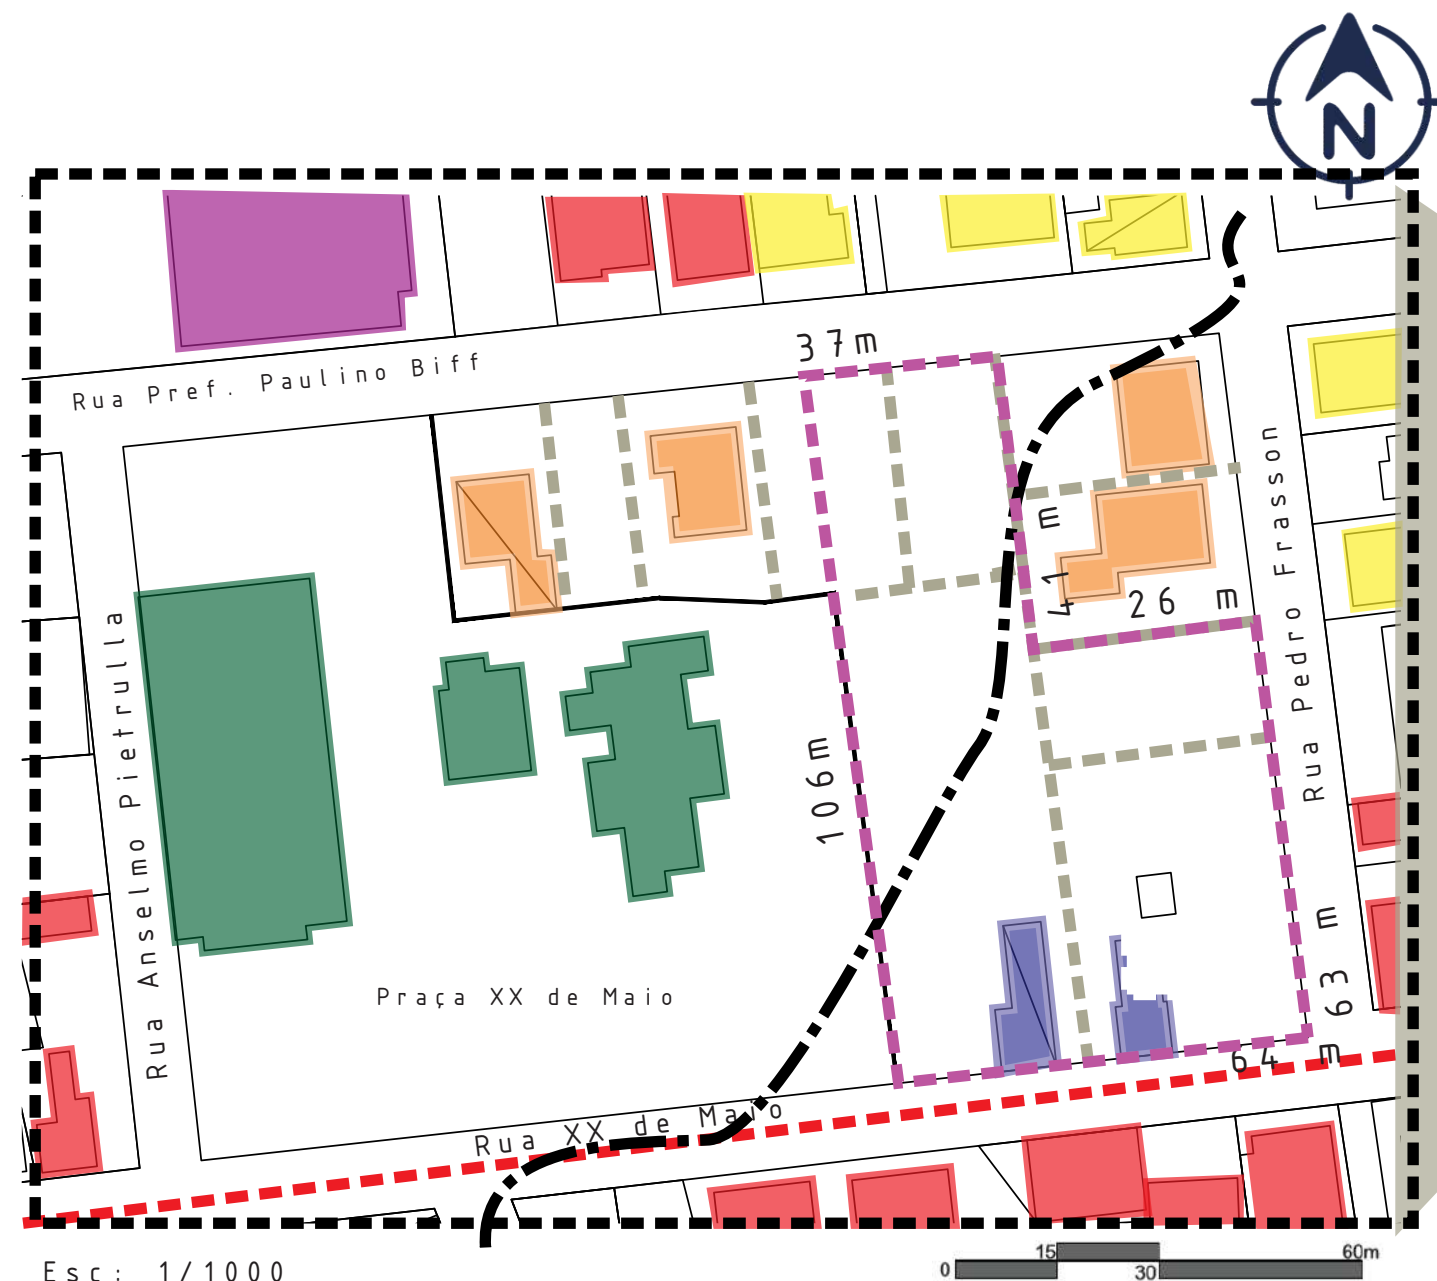 N
37m
Rua Pref. Paulino Biff
m
41
26 m
Rua Pedro Frasson
Rua Anselmo Pietrulla
106m
Praça XX de Maio
63 m
64 m
Rua XX de Maio
Esc: 1/1000
0 15 30 60m